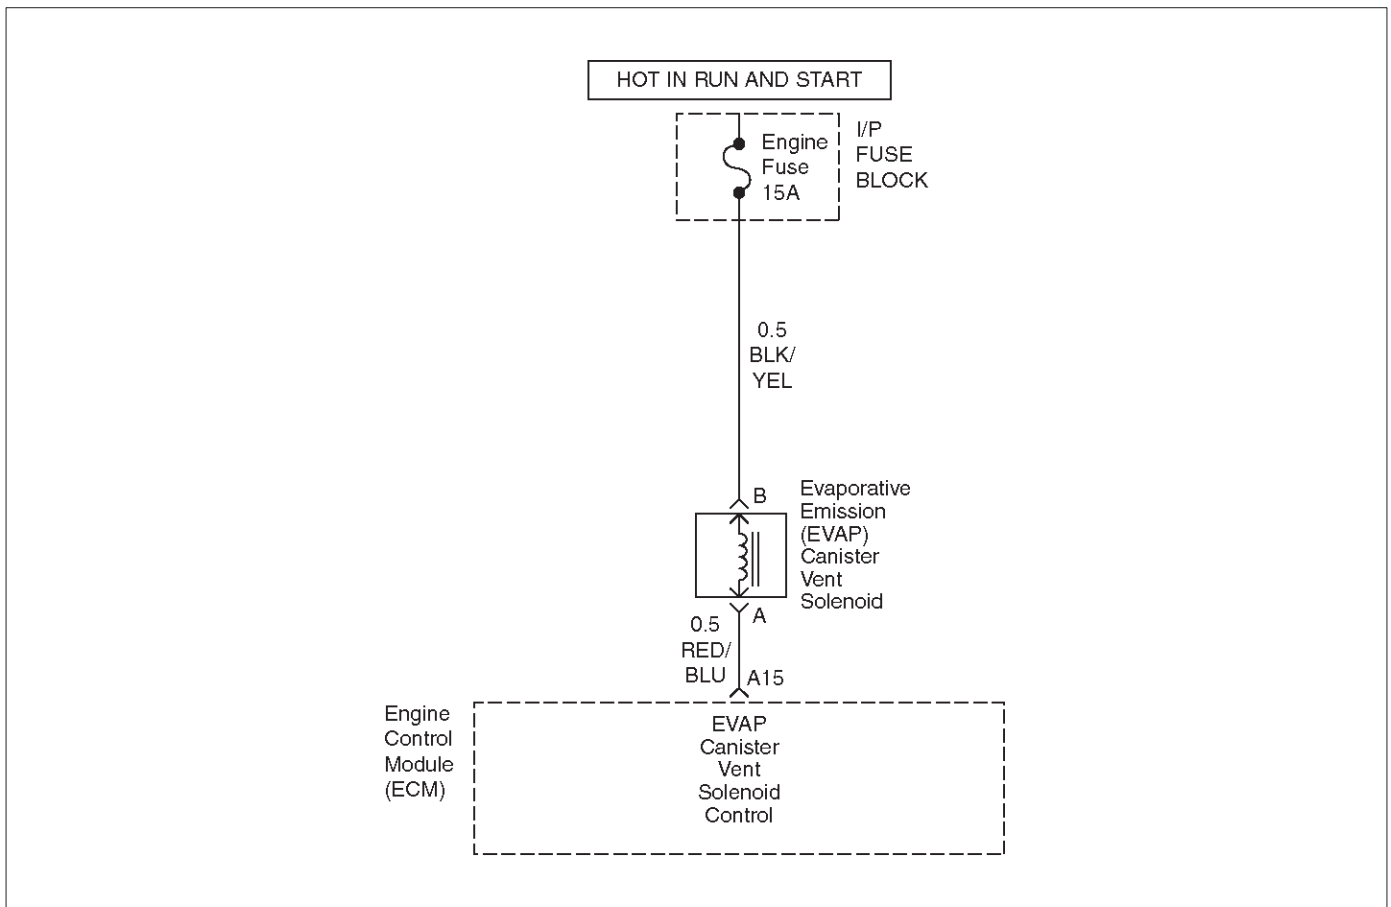 HOT IN RUN AND START
Engine
Fuse
15A
I/P
FUSE
BLOCK
0.5
BLK/
YEL
B
Evaporative
Emission
(EVAP)
Canister
Vent
Solenoid
A
0.5
RED/
BLU
A15
Engine
Control
Module
(ECM)
EVAP
Canister
Vent
Solenoid
Control